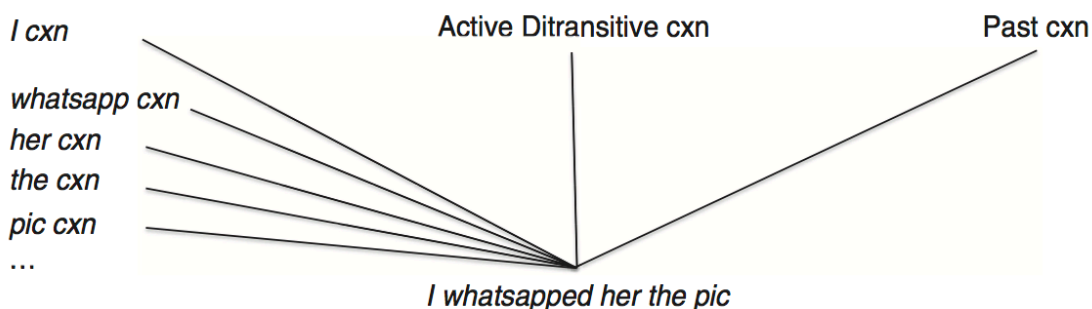 I cxn
Active Ditransitive cxn
Past cxn
whatsapp cxn
her cxn
the cxn
pic cxn
...
I whatsapped her the pic